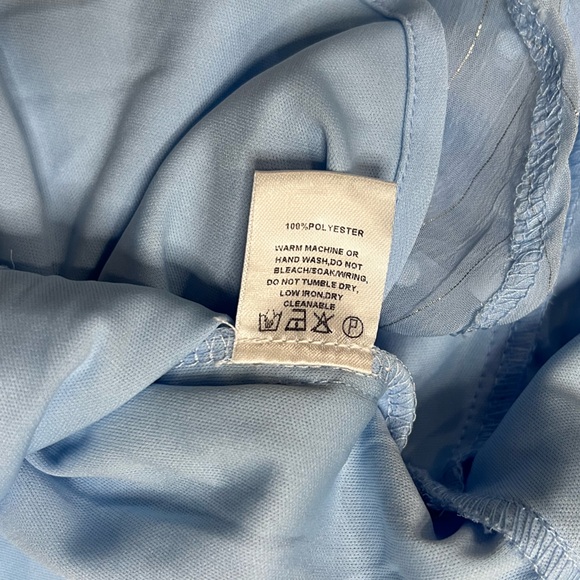 100%POLYESTER
WARM MACHINE OR
HAND WASH,DO NOT
BLEACH/SOAK/WRING,
DO NOT TUMBLE DRY,
LOW IRON,DRY
CLEANABLE
P